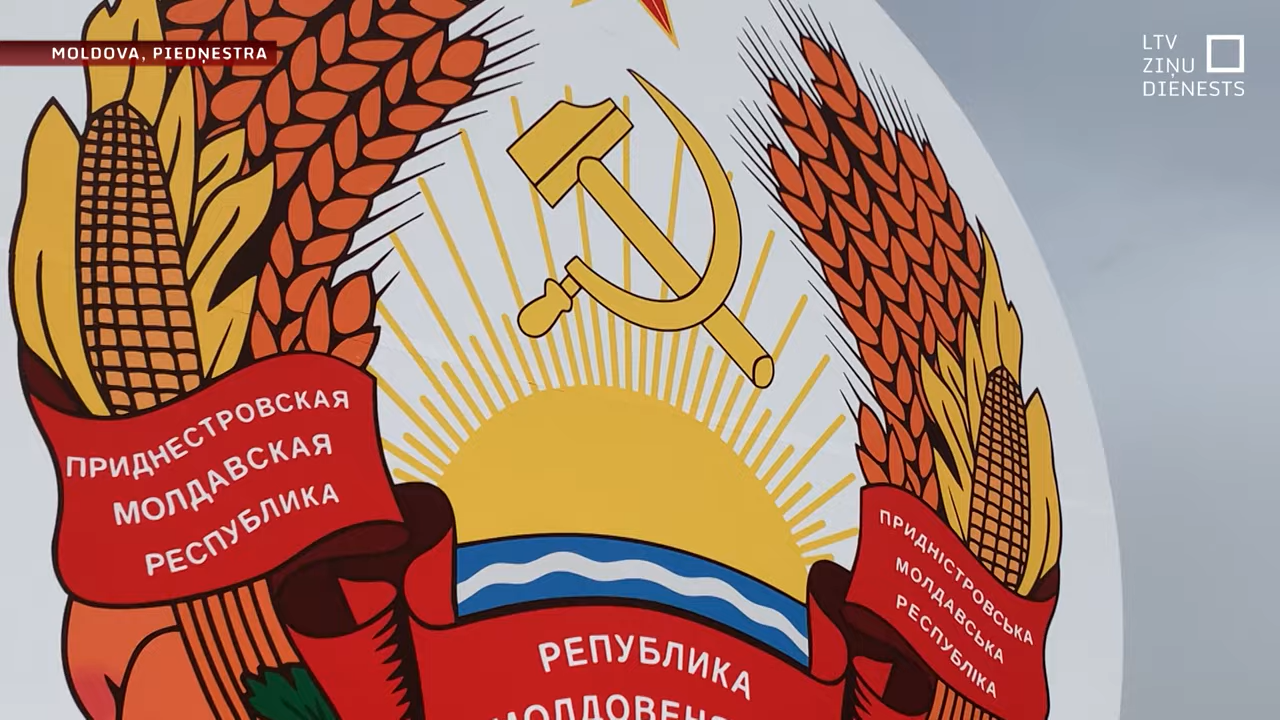 MOLDOVA, PIEDŅESTRA
LTV
ZIŅU
DIENESTS
ПРИДНЕСТРОВСКАЯ
МОЛДАВСКАЯ
РЕСПУБЛИКА
ПРИДНІСТРОВСЬКА
МОЛДАВСЬКА
РЕСПУБЛІКА
РЕПУБЛИКА